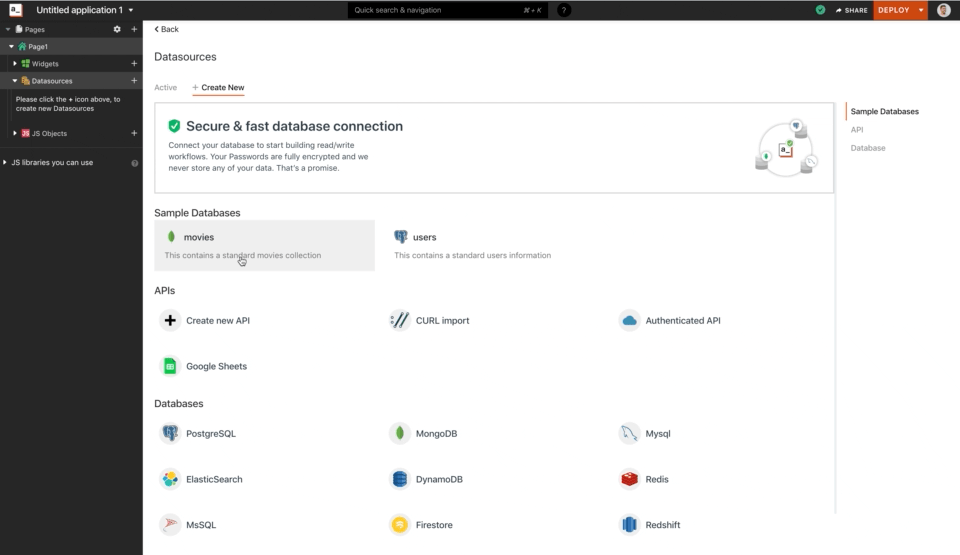 a_ Untitled application 1
Quick search & navigation ⌘ + K ?
SHARE DEPLOY
Pages
Page1
Widgets
Datasources
Please click the + icon above, to
create new Datasources
JS JS Objects
JS libraries you can use
Back
Datasources
Active + Create New
Secure & fast database connection
Connect your database to start building read/write
workflows. Your Passwords are fully encrypted and we
never store any of your data. That's a promise.
a_
Sample Databases
API
Database
Sample Databases
movies
This contains a standard movies collection
users
This contains a standard users information
APIs
Create new API
CURL import
Authenticated API
Google Sheets
Databases
PostgreSQL
MongoDB
Mysql
ElasticSearch
DynamoDB
Redis
MsSQL
Firestore
Redshift